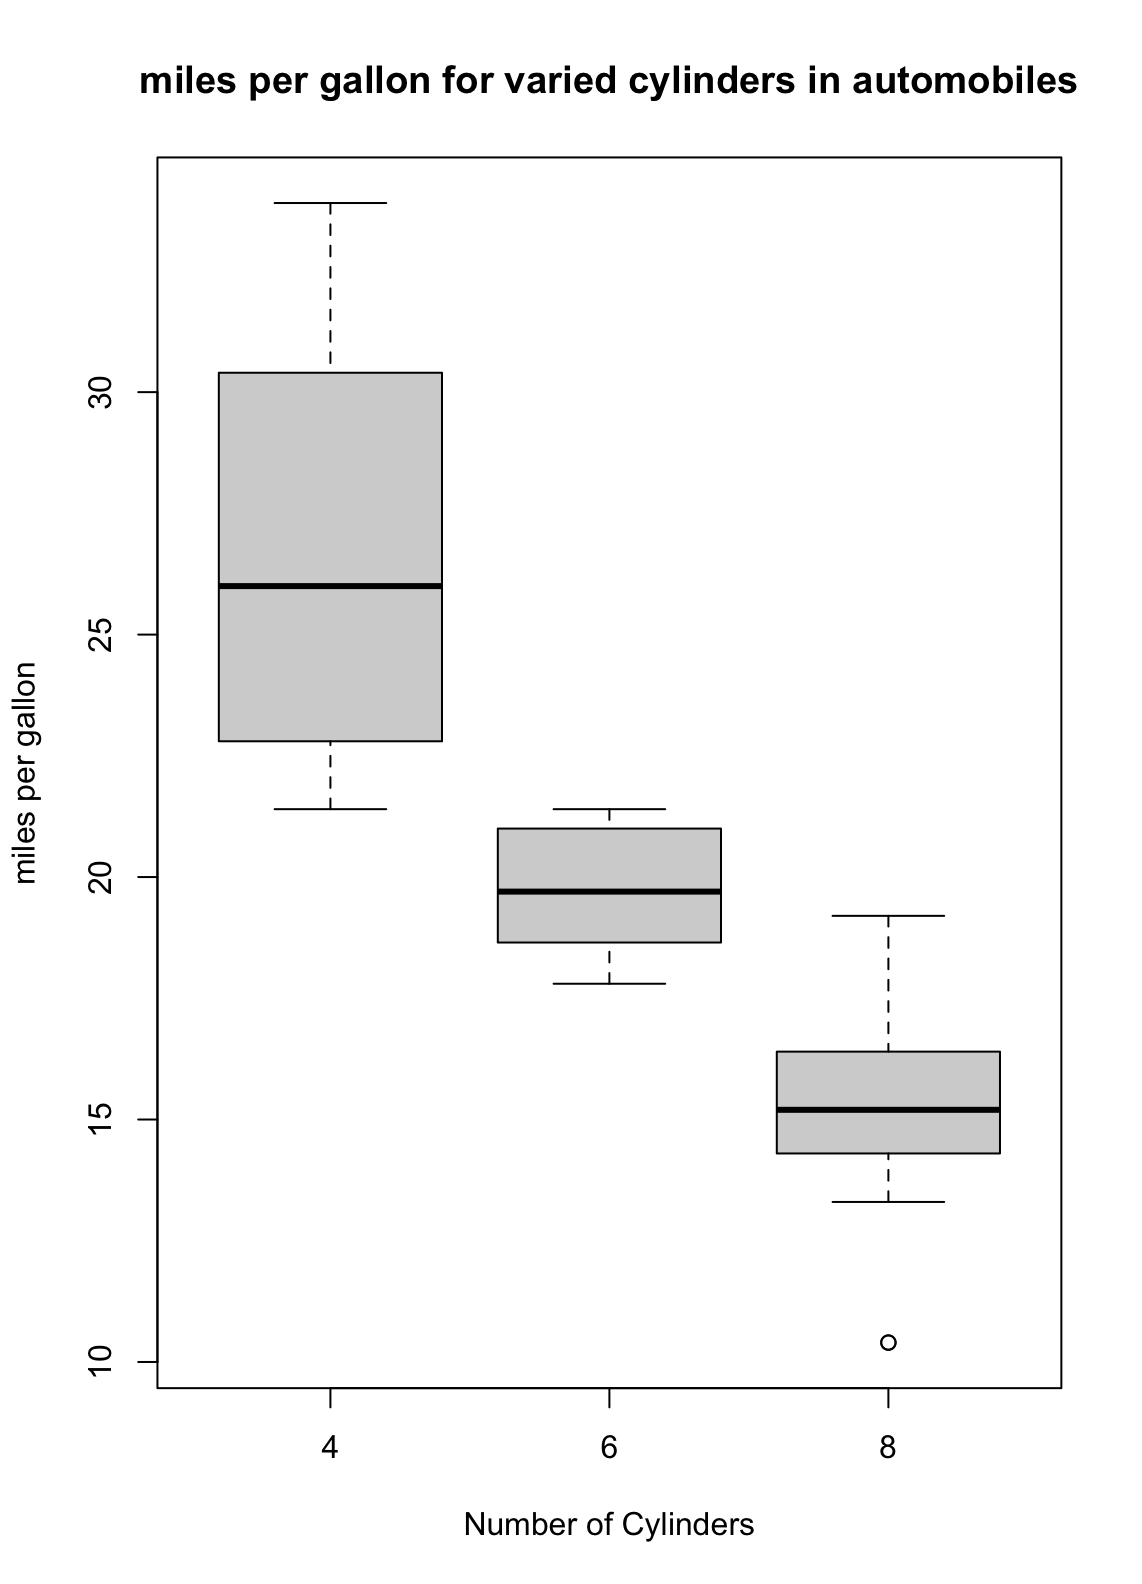 miles per gallon for varied cylinders in automobiles
miles per gallon
30
25
20
15
10
4 6 8
Number of Cylinders